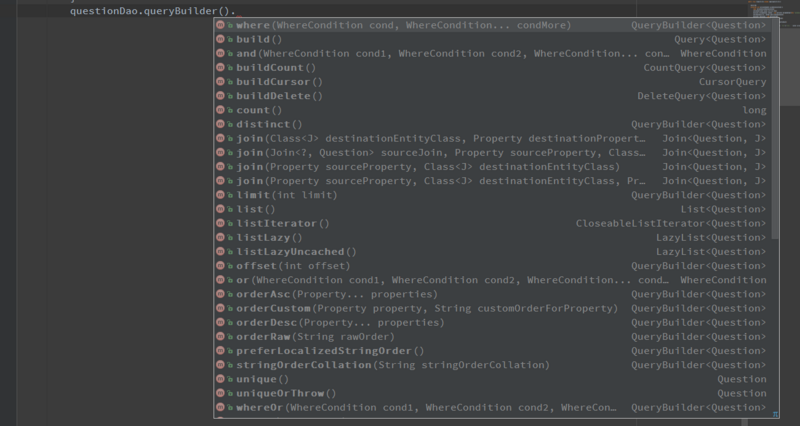 questionDao.queryBuilder().
where(WhereCondition cond, WhereCondition... condMore) QueryBuilder<Question>
build() Query<Question>
and(WhereCondition cond1, WhereCondition cond2, WhereCondition... con… WhereCondition
buildCount() CountQuery<Question>
buildCursor() CursorQuery
buildDelete() DeleteQuery<Question>
count() long
distinct() QueryBuilder<Question>
join(Class<J> destinationEntityClass, Property destinationPropert… Join<Question, J>
join(Join<?, Question> sourceJoin, Property sourceProperty, Class… Join<Question, J>
join(Property sourceProperty, Class<J> destinationEntityClass) Join<Question, J>
join(Property sourceProperty, Class<J> destinationEntityClass, Pr… Join<Question, J>
limit(int limit) QueryBuilder<Question>
list() List<Question>
listIterator() CloseableListIterator<Question>
listLazy() LazyList<Question>
listLazyUncached() LazyList<Question>
offset(int offset) QueryBuilder<Question>
or(WhereCondition cond1, WhereCondition cond2, WhereCondition... cond… WhereCondition
orderAsc(Property... properties) QueryBuilder<Question>
orderCustom(Property property, String customOrderForProperty) QueryBuilder<Question>
orderDesc(Property... properties) QueryBuilder<Question>
orderRaw(String rawOrder) QueryBuilder<Question>
preferLocalizedStringOrder() QueryBuilder<Question>
stringOrderCollation(String stringOrderCollation) QueryBuilder<Question>
unique() Question
uniqueOrThrow() Question
whereOr(WhereCondition cond1, WhereCondition cond2, WhereCon… QueryBuilder<Question>
π